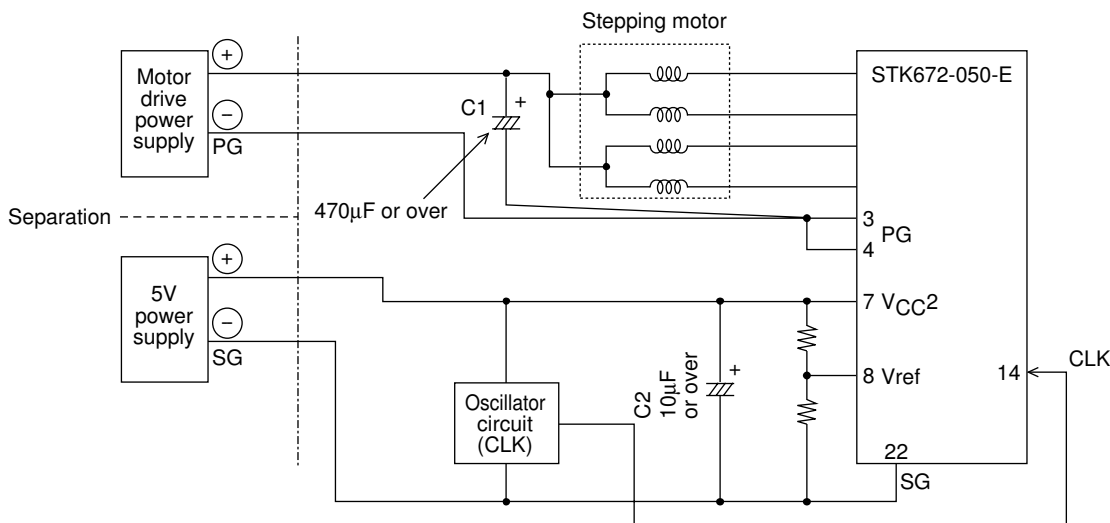 Stepping motor
Motor
drive
power
supply
+
−
PG
C1
+
470µF or over
STK672-050-E
Separation
3
PG
4
5V
power
supply
+
−
SG
7 VCC2
8 Vref
14
CLK
Oscillator
circuit
(CLK)
C2
10µF
or over
+
22
SG